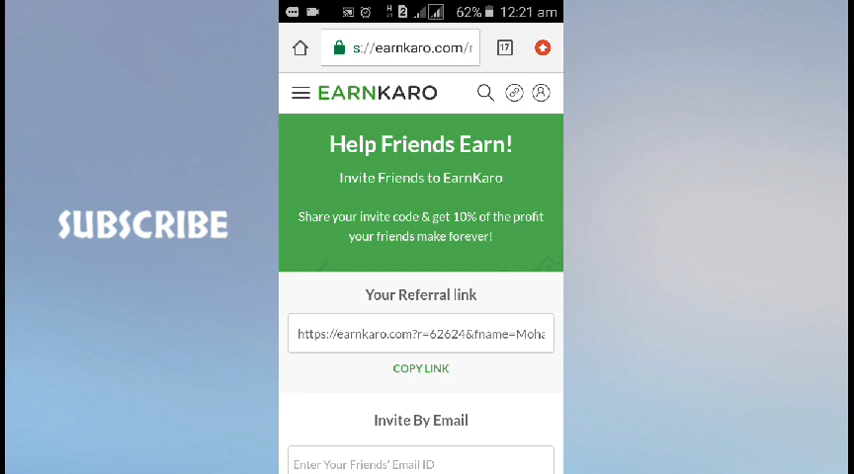 62% 12:21 am
s://earnkaro.com/r
17
EARNKARO
Help Friends Earn!
Invite Friends to EarnKaro
Share your invite code & get 10% of the profit
your friends make forever!
SUBSCRIBE
Your Referral link
https://earnkaro.com?r=62624&fname=Moha
COPY LINK
Invite By Email
Enter Your Friends' Email ID